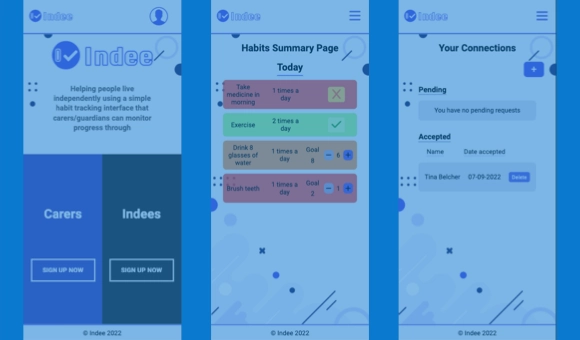 Indee
Indee
Helping people live
independently using a simple
habit tracking interface that
carers/guardians can monitor
progress through
Carers
Indees
SIGN UP NOW
SIGN UP NOW
© Indee 2022
Indee
Habits Summary Page
Today
Take
medicine in
morning
1 times a
day
Exercise
2 times a
day
Drink 8
glasses of
water
1 times a
day
Goal
8
6
Brush teeth
1 times a
day
Goal
2
1
© Indee 2022
Indee
Your Connections
+
Pending
You have no pending requests
Accepted
Name Date accepted
Tina Belcher 07-09-2022 Delete
© Indee 2022